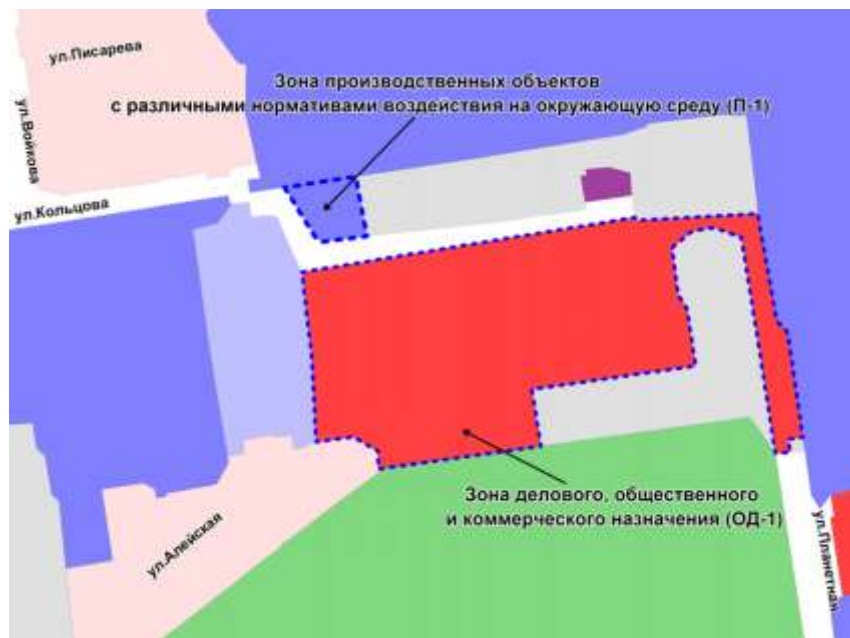 ул.Писарева
Зона производственных объектов
с различными нормативами воздействия на окружающую среду (П-1)
ул.Войкова
ул.Кольцова
Зона делового, общественного
и коммерческого назначения (ОД-1)
ул.Алейская
ул.Планетная